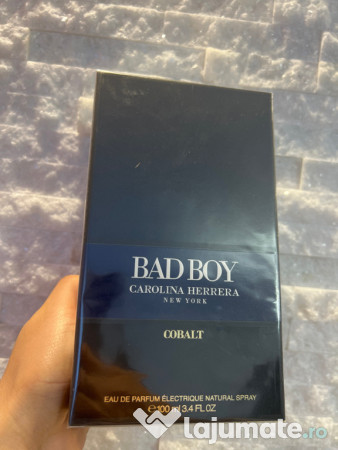 BAD BOY
CAROLINA HERRERA
NEW YORK
COBALT
EAU DE PARFUM ÉLECTRIQUE NATURAL SPRAY
℮100 ml 3.4 FL OZ
lajumate.ro